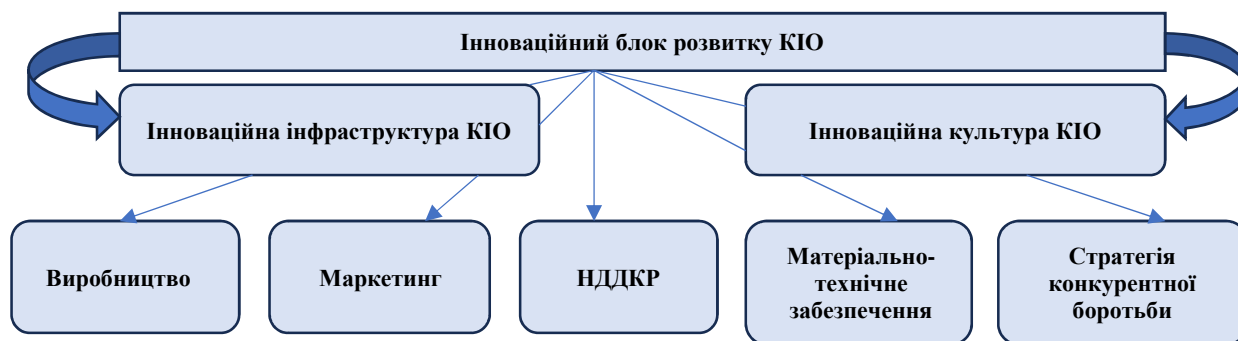 Інноваційний блок розвитку КІО
Інноваційна інфраструктура КІО
Інноваційна культура КІО
Виробництво
Маркетинг
НДДКР
Матеріально-
технічне
забезпечення
Стратегія
конкурентної
боротьби